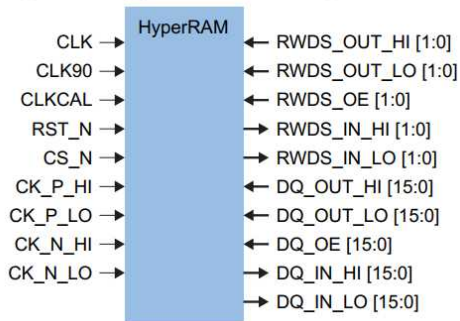 HyperRAM
CLK
CLK90
CLKCAL
RST_N
CS_N
CK_P_HI
CK_P_LO
CK_N_HI
CK_N_LO
RWDS_OUT_HI [1:0]
RWDS_OUT_LO [1:0]
RWDS_OE [1:0]
RWDS_IN_HI [1:0]
RWDS_IN_LO [1:0]
DQ_OUT_HI [15:0]
DQ_OUT_LO [15:0]
DQ_OE [15:0]
DQ_IN_HI [15:0]
DQ_IN_LO [15:0]